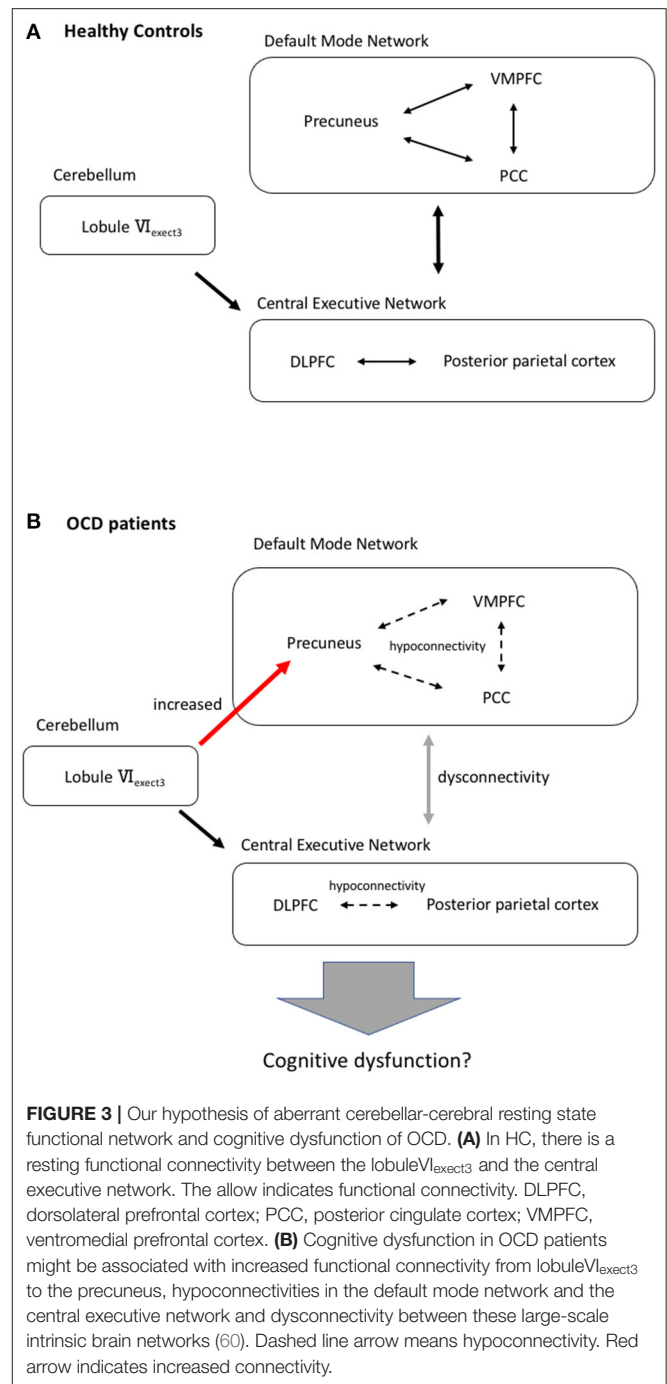 A Healthy Controls
Default Mode Network
VMPFC
Precuneus
PCC
Cerebellum
Lobule Ⅵexect3
Central Executive Network
DLPFC Posterior parietal cortex
B OCD patients
Default Mode Network
VMPFC
Precuneus hypoconnectivity
PCC
increased
Cerebellum
Lobule Ⅵexect3
dysconnectivity
Central Executive Network
hypoconnectivity
DLPFC Posterior parietal cortex
Cognitive dysfunction?
FIGURE 3 | Our hypothesis of aberrant cerebellar-cerebral resting state
functional network and cognitive dysfunction of OCD. (A) In HC, there is a
resting functional connectivity between the lobuleVIexect3 and the central
executive network. The allow indicates functional connectivity. DLPFC,
dorsolateral prefrontal cortex; PCC, posterior cingulate cortex; VMPFC,
ventromedial prefrontal cortex. (B) Cognitive dysfunction in OCD patients
might be associated with increased functional connectivity from lobuleVIexect3
to the precuneus, hypoconnectivities in the default mode network and the
central executive network and dysconnectivity between these large-scale
intrinsic brain networks (60). Dashed line arrow means hypoconnectivity. Red
arrow indicates increased connectivity.